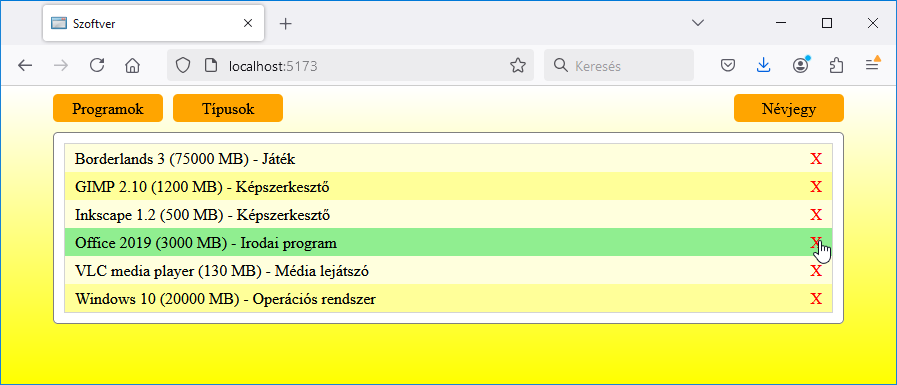 Szoftver
localhost:5173
Keresés
Programok Típusok Névjegy
Borderlands 3 (75000 MB) - Játék X
GIMP 2.10 (1200 MB) - Képszerkesztő X
Inkscape 1.2 (500 MB) - Képszerkesztő X
Office 2019 (3000 MB) - Irodai program X
VLC media player (130 MB) - Média lejátszó X
Windows 10 (20000 MB) - Operációs rendszer X